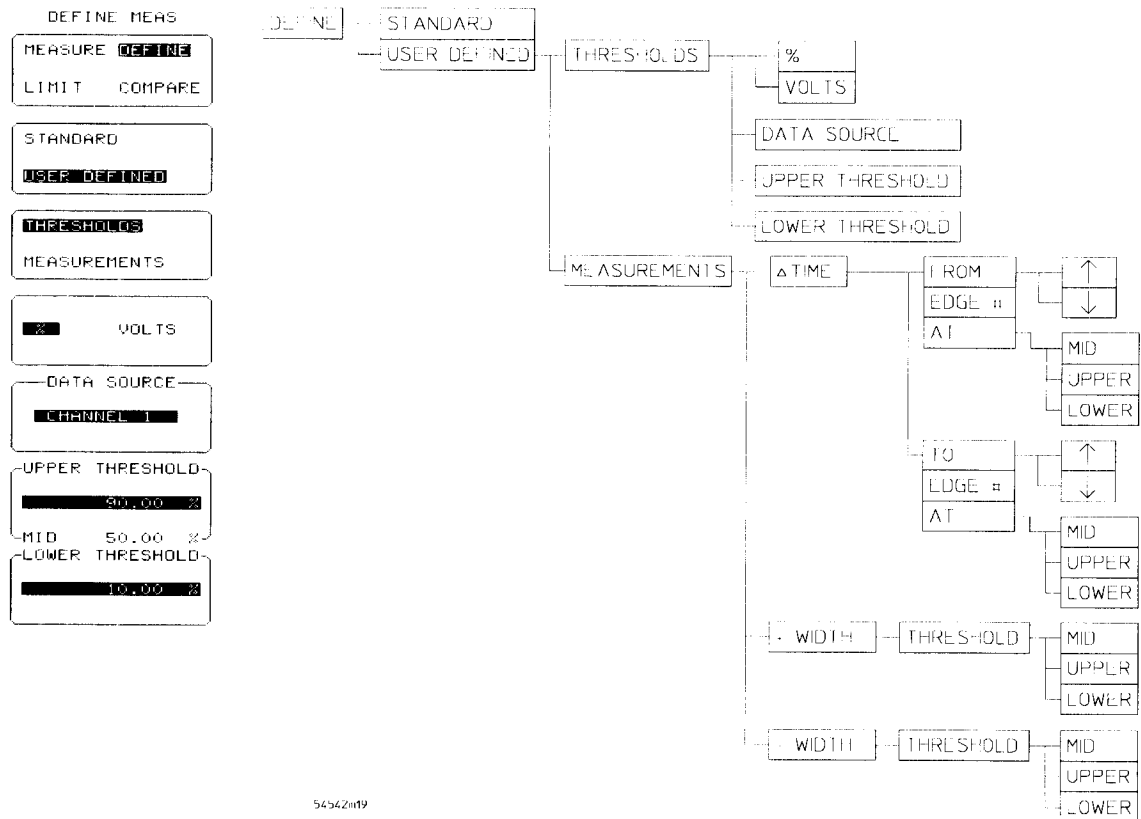 DEFINE MEAS
MEASURE DEFINE
LIMIT COMPARE
STANDARD
USER DEFINED
THRESHOLDS
MEASUREMENTS
% VOLTS
DATA SOURCE
CHANNEL 1
UPPER THRESHOLD
90.00 %
MID 50.00 %
LOWER THRESHOLD
10.00 %
DEFINE
STANDARD
USER DEFINED
THRESHOLDS
%
VOLTS
DATA SOURCE
UPPER THRESHOLD
LOWER THRESHOLD
MEASUREMENTS
Δ TIME
FROM
EDGE #
AT
↑
↓
MID
UPPER
LOWER
TO
EDGE #
AT
↑
↓
MID
UPPER
LOWER
WIDTH
THRESHOLD
MID
UPPER
LOWER
- WIDTH
THRESHOLD
MID
UPPER
LOWER
54542m19